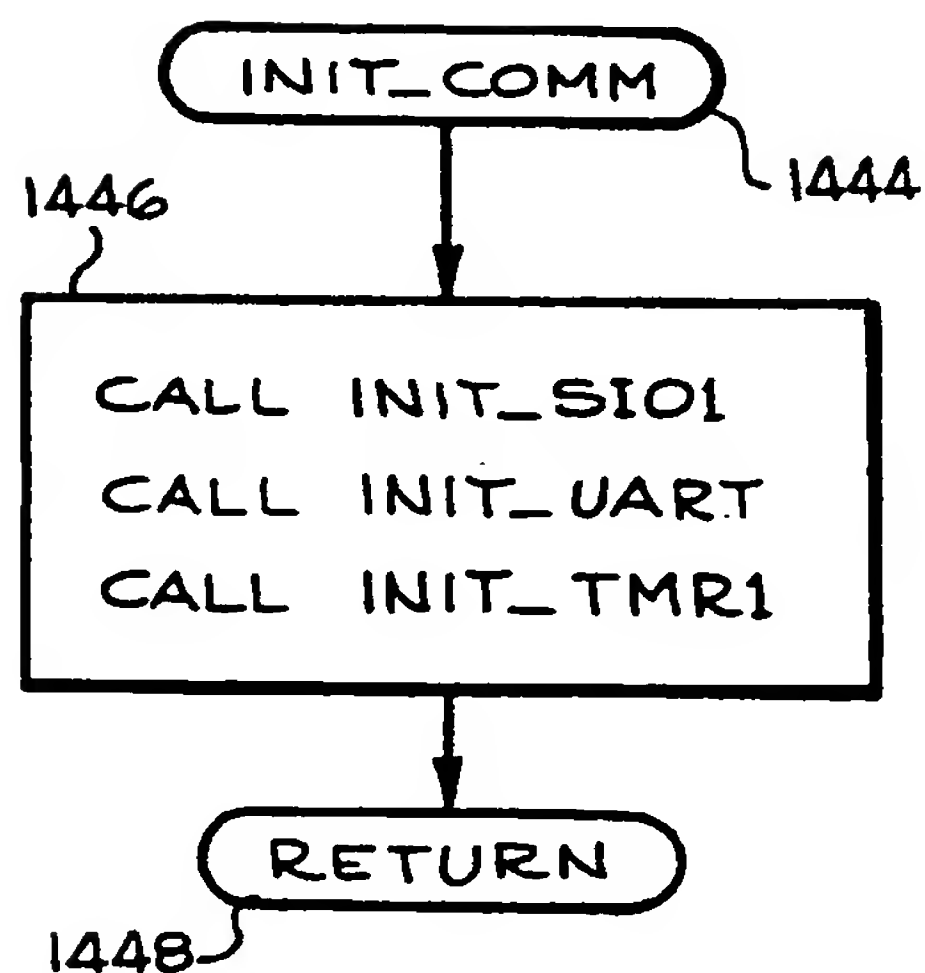 INIT_COMM
1444
1446
CALL INIT_SIO1
CALL INIT_UART
CALL INIT_TMR1
RETURN
1448